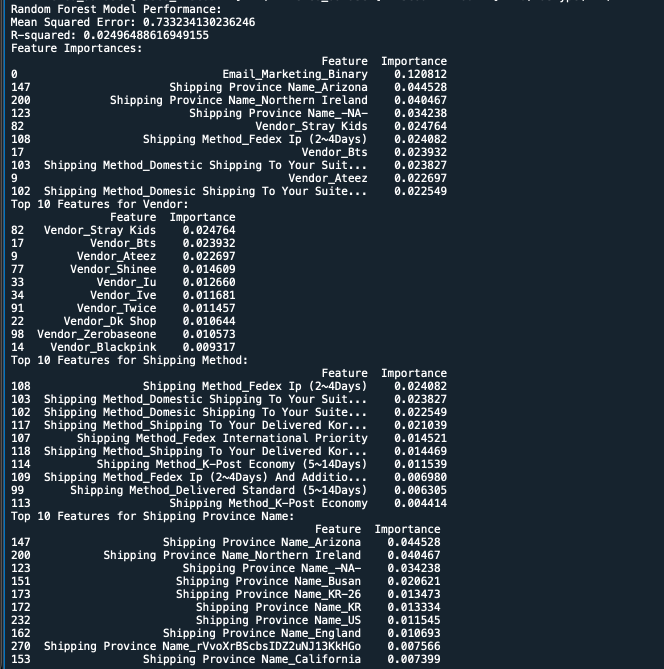 Random Forest Model Performance:
Mean Squared Error: 0.733234130236246
R-squared: 0.02496488616949155
Feature Importances:
Feature Importance
0 Email_Marketing_Binary 0.120812
147 Shipping Province Name_Arizona 0.044528
200 Shipping Province Name_Northern Ireland 0.040467
123 Shipping Province Name_-NA- 0.034238
82 Vendor_Stray Kids 0.024764
108 Shipping Method_Fedex Ip (2~4Days) 0.024082
17 Vendor_Bts 0.023932
103 Shipping Method_Domestic Shipping To Your Suit... 0.023827
9 Vendor_Ateez 0.022697
102 Shipping Method_Domesic Shipping To Your Suite... 0.022549
Top 10 Features for Vendor:
Feature Importance
82 Vendor_Stray Kids 0.024764
17 Vendor_Bts 0.023932
9 Vendor_Ateez 0.022697
77 Vendor_Shinee 0.014609
33 Vendor_Iu 0.012660
34 Vendor_Ive 0.011681
91 Vendor_Twice 0.011457
22 Vendor_Dk Shop 0.010644
98 Vendor_Zerobaseone 0.010573
14 Vendor_Blackpink 0.009317
Top 10 Features for Shipping Method:
Feature Importance
108 Shipping Method_Fedex Ip (2~4Days) 0.024082
103 Shipping Method_Domestic Shipping To Your Suit... 0.023827
102 Shipping Method_Domesic Shipping To Your Suite... 0.022549
117 Shipping Method_Shipping To Your Delivered Kor... 0.021039
107 Shipping Method_Fedex International Priority 0.014521
118 Shipping Method_Shipping To Your Delivered Kor... 0.014469
114 Shipping Method_K-Post Economy (5~14Days) 0.011539
109 Shipping Method_Fedex Ip (2~4Days) And Additio... 0.006980
99 Shipping Method_Delivered Standard (5~14Days) 0.006305
113 Shipping Method_K-Post Economy 0.004414
Top 10 Features for Shipping Province Name:
Feature Importance
147 Shipping Province Name_Arizona 0.044528
200 Shipping Province Name_Northern Ireland 0.040467
123 Shipping Province Name_-NA- 0.034238
151 Shipping Province Name_Busan 0.020621
173 Shipping Province Name_KR-26 0.013473
172 Shipping Province Name_KR 0.013334
232 Shipping Province Name_US 0.011545
162 Shipping Province Name_England 0.010693
270 Shipping Province Name_rVvoXrBScbsIDZ2uNJ13KkHGo 0.007566
153 Shipping Province Name_California 0.007399